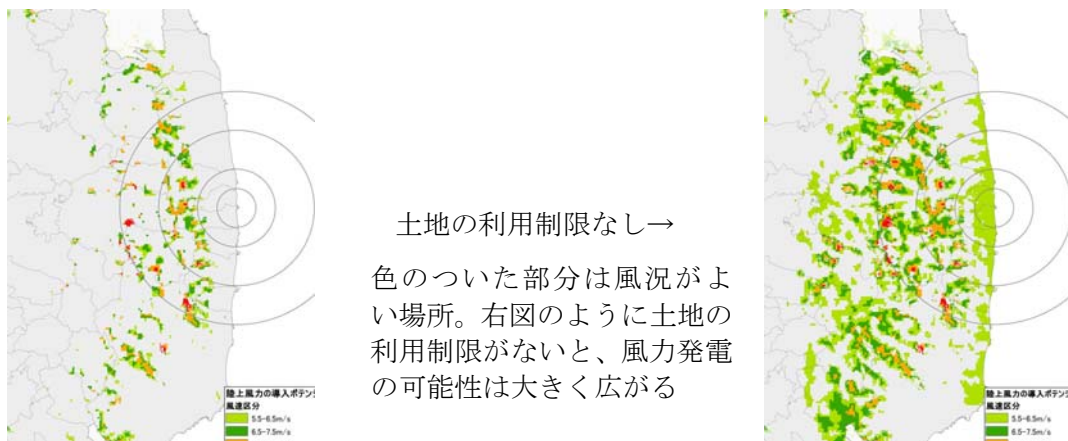 土地の利用制限なし→
色のついた部分は風況がよ
い場所。右図のように土地の
利用制限がないと、風力発電
の可能性は大きく広がる
陸上風力の導入ポテンシ
風速区分
5.5-6.5m/s
6.5-7.5m/s
陸上風力の導入ポテンシ
風速区分
5.5-6.5m/s
6.5-7.5m/s